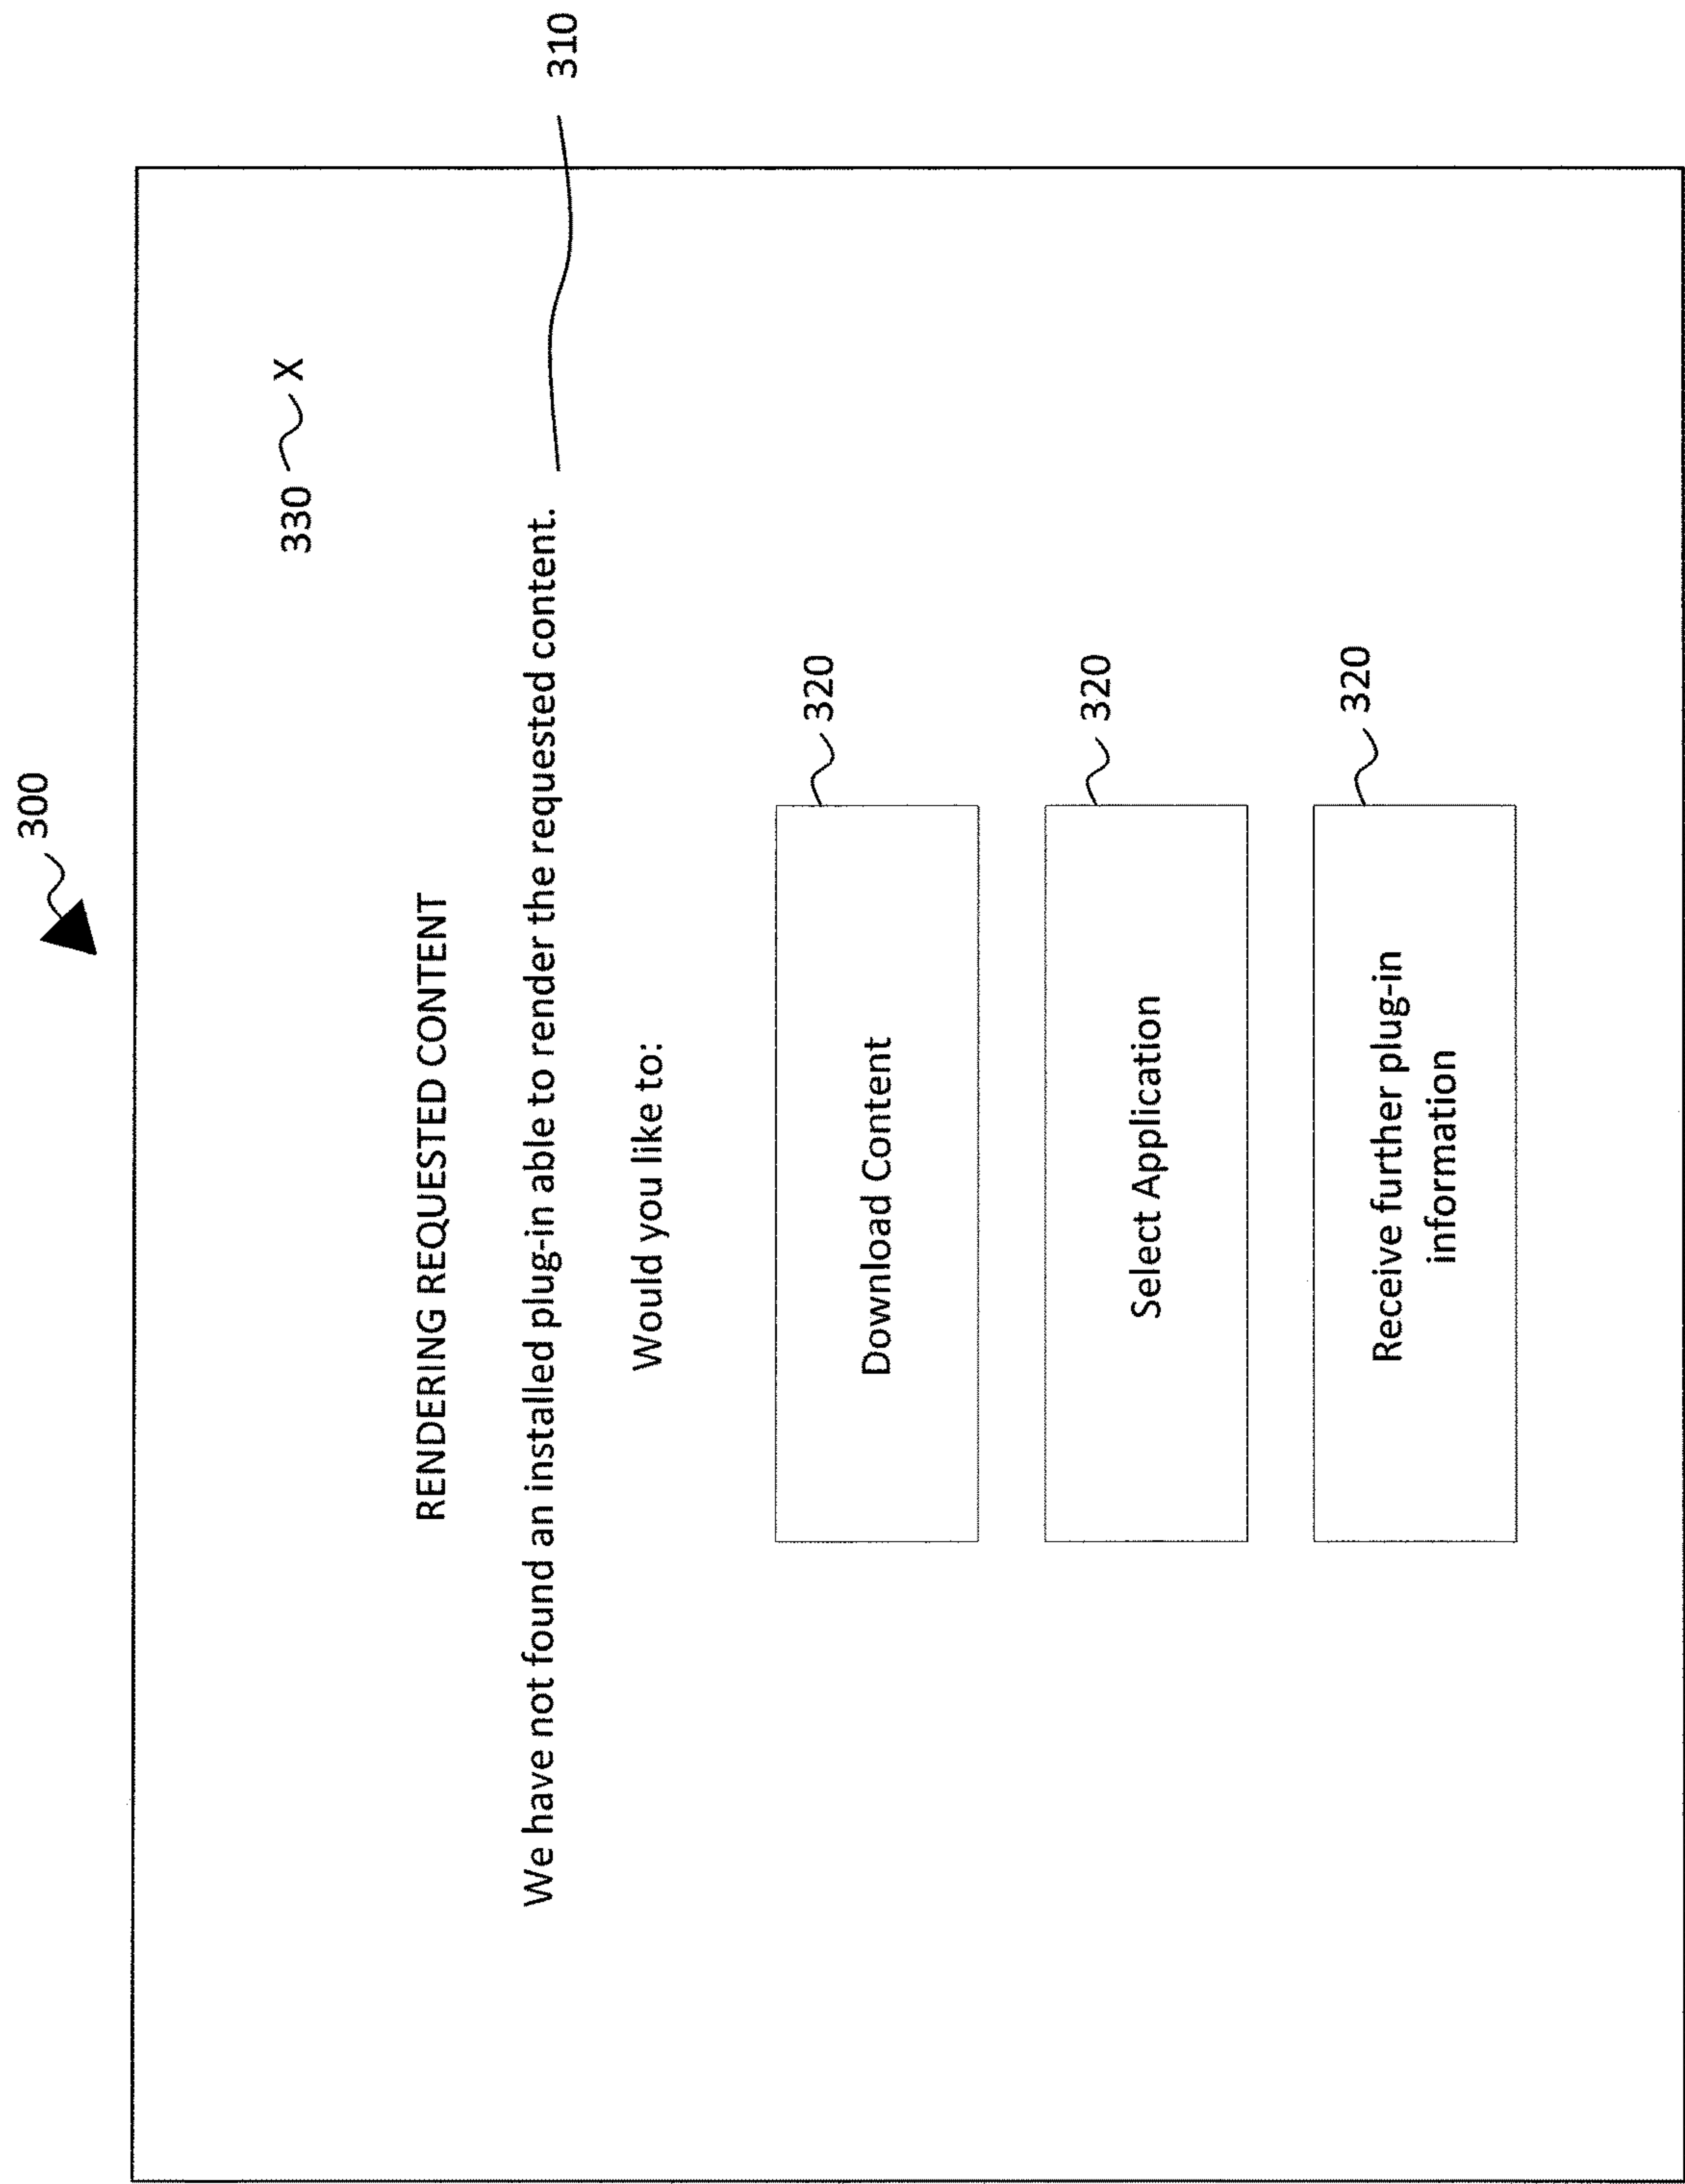 300
330 X
RENDERING REQUESTED CONTENT
We have not found an installed plug-in able to render the requested content.
310
Would you like to:
Download Content
320
Select Application
320
Receive further plug-in
information
320